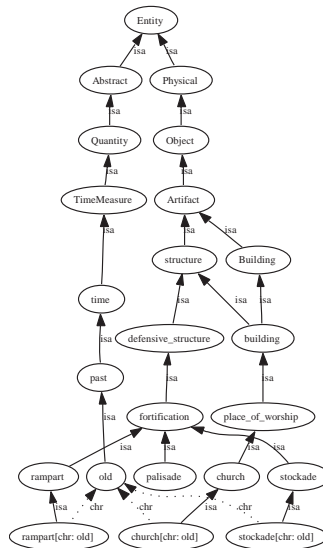 Entity
isa isa
Abstract Physical
isa isa
Quantity Object
isa isa
TimeMeasure Artifact
isa isa isa
structure Building
time
isa isa isa
defensive_structure building
isa
past
isa isa
fortification place_of_worship
isa isa isa isa isa
rampart old palisade church stockade
isa chr chr isa chr isa
rampart[chr: old] church[chr: old] stockade[chr: old]